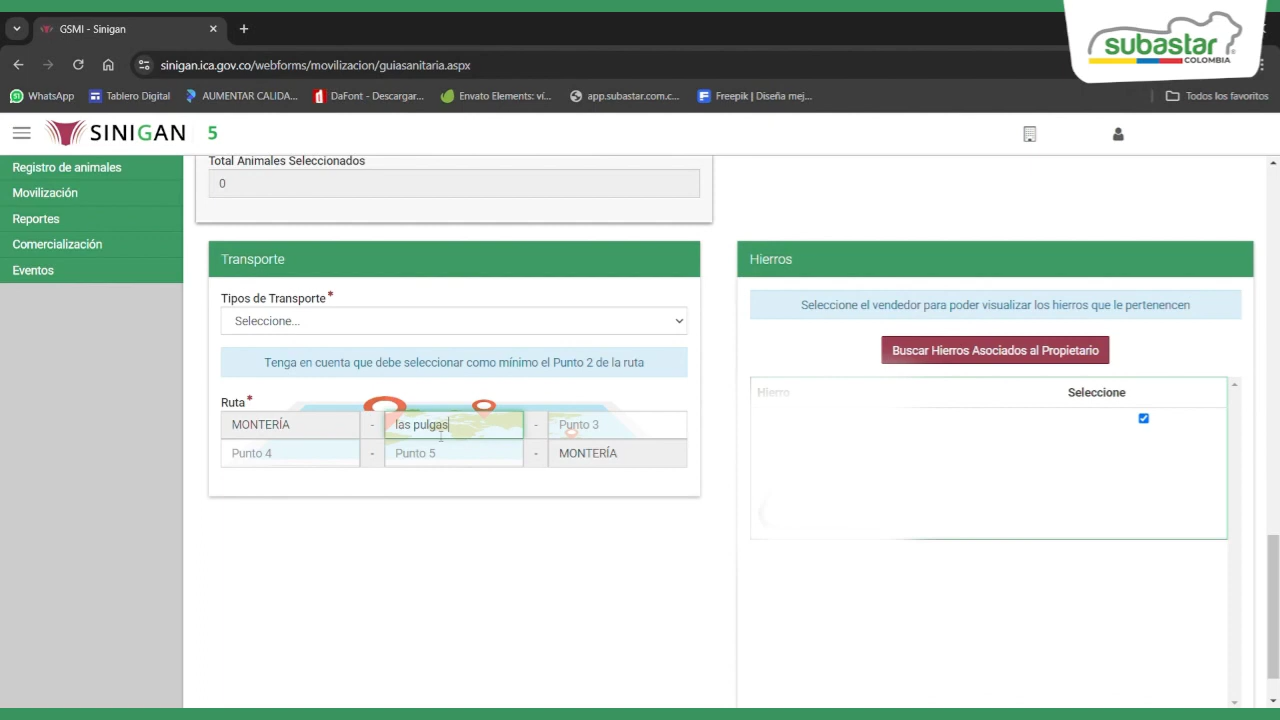 GSMI - Sinigan
sinigan.ica.gov.co/webforms/movilizacion/guiasanitaria.aspx
subastar
COLOMBIA
WhatsApp
Tablero Digital
AUMENTAR CALIDA...
DaFont - Descargar...
Envato Elements: vi...
app.subastar.com.c...
Freepik | Diseña mej...
Todos los favoritos
SINIGAN 5
Registro de animales
Movilización
Reportes
Comercialización
Eventos
Total Animales Seleccionados
0
Transporte
Tipos de Transporte *
Seleccione...
Tenga en cuenta que debe seleccionar como mínimo el Punto 2 de la ruta
Ruta *
MONTERÍA - las pulgas - Punto 3
Punto 4 - Punto 5 - MONTERÍA
Hierros
Seleccione el vendedor para poder visualizar los hierros que le pertenencen
Buscar Hierros Asociados al Propietario
Hierro Seleccione